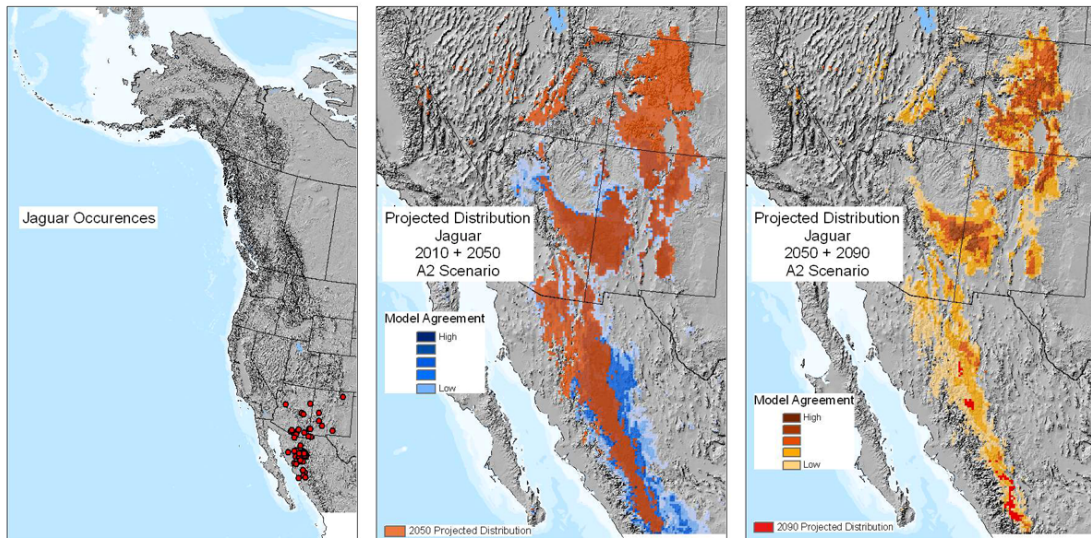 Jaguar Occurences
Projected Distribution
Jaguar
2010 + 2050
A2 Scenario
Model Agreement
High
Low
2050 Projected Distribution
Projected Distribution
Jaguar
2050 + 2090
A2 Scenario
Model Agreement
High
Low
2090 Projected Distribution